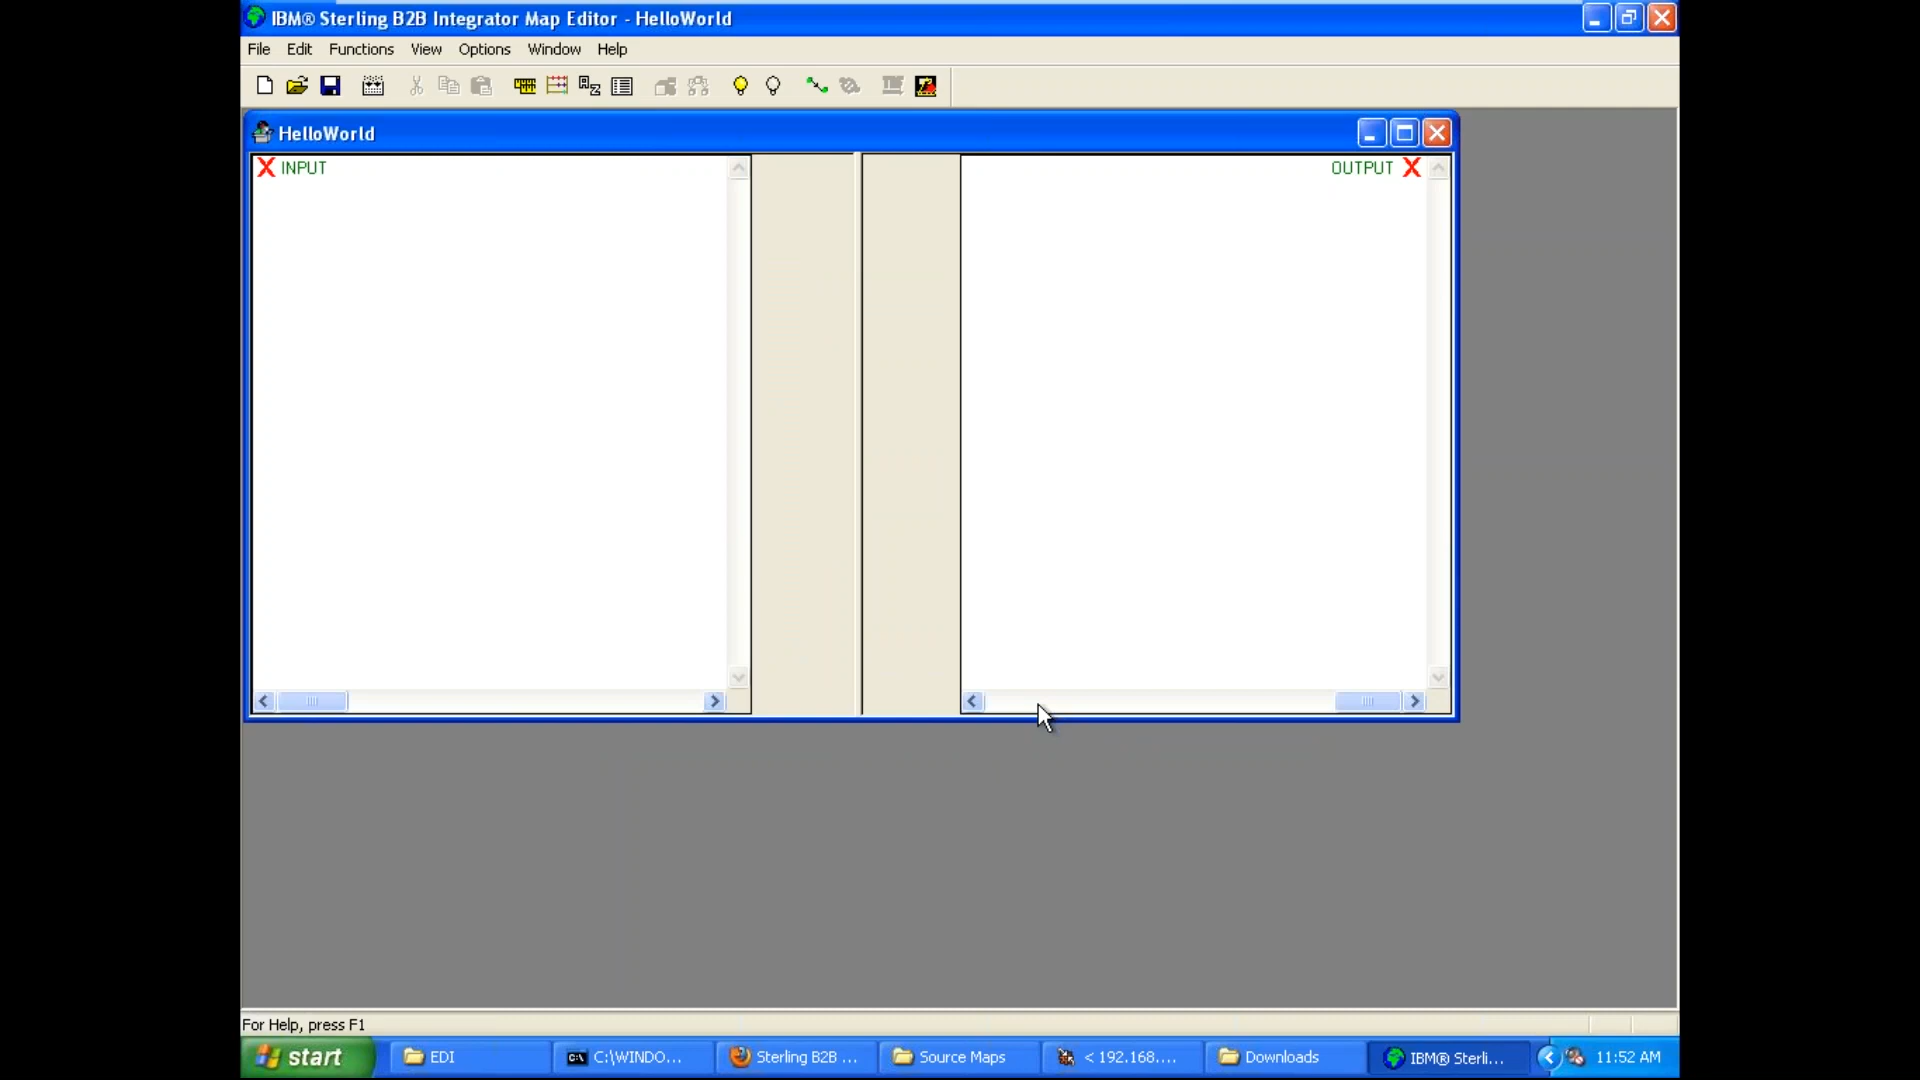 IBM® Sterling B2B Integrator Map Editor - HelloWorld
File Edit Functions View Options Window Help
HelloWorld
INPUT
OUTPUT
For Help, press F1
start
EDI
C:\WINDO...
Sterling B2B ...
Source Maps
< 192.168....
Downloads
IBM® Sterli...
11:52 AM